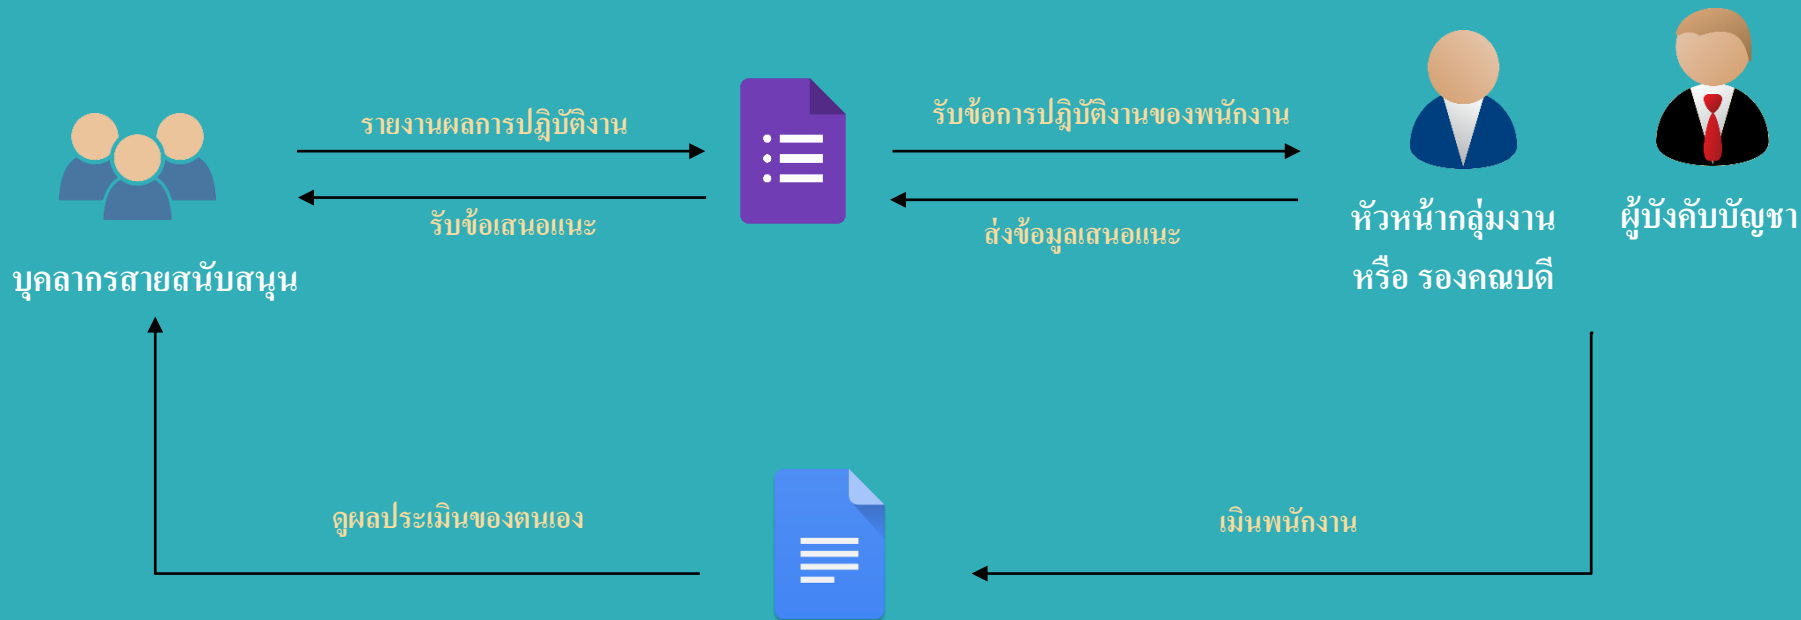 รายงานผลการปฎิบัติงาน
รับข้อการปฎิบัติงานของพนักงาน
รับข้อเสนอแนะ
ส่งข้อมูลเสนอแนะ
บุคลากรสายสนับสนุน
หัวหน้ากลุ่มงาน
หรือ รองคณบดี
ผู้บังคับบัญชา
ดูผลประเมินของตนเอง
เมินพนักงาน